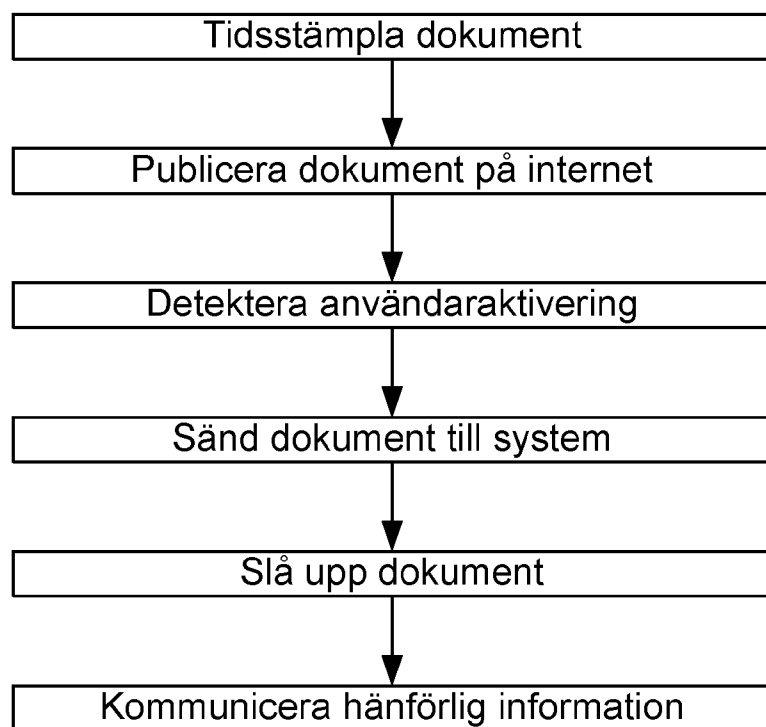 Tidsstämpla dokument
Publicera dokument på internet
Detektera användaraktivering
Sänd dokument till system
Slå upp dokument
Kommunicera hänförlig information